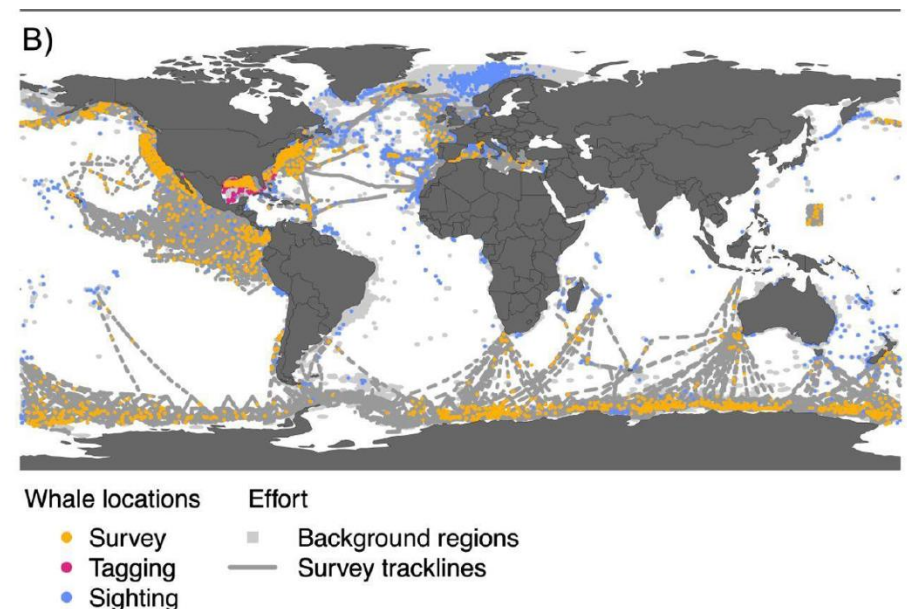 B)
Whale locations Effort
Survey Background regions
Tagging Survey tracklines
Sighting